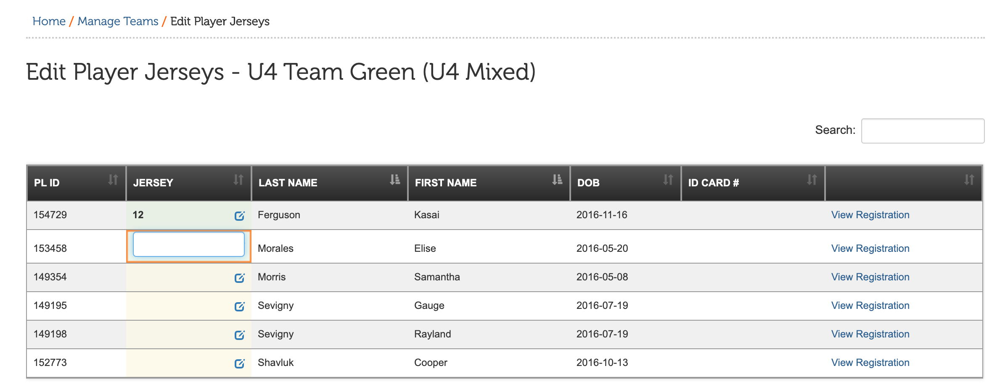 Home / Manage Teams / Edit Player Jerseys
Edit Player Jerseys - U4 Team Green (U4 Mixed)
Search:
PL ID JERSEY LAST NAME FIRST NAME DOB ID CARD #
154729 12 Ferguson Kasai 2016-11-16 View Registration
153458 Morales Elise 2016-05-20 View Registration
149354 Morris Samantha 2016-05-08 View Registration
149195 Sevigny Gauge 2016-07-19 View Registration
149198 Sevigny Rayland 2016-07-19 View Registration
152773 Shavluk Cooper 2016-10-13 View Registration